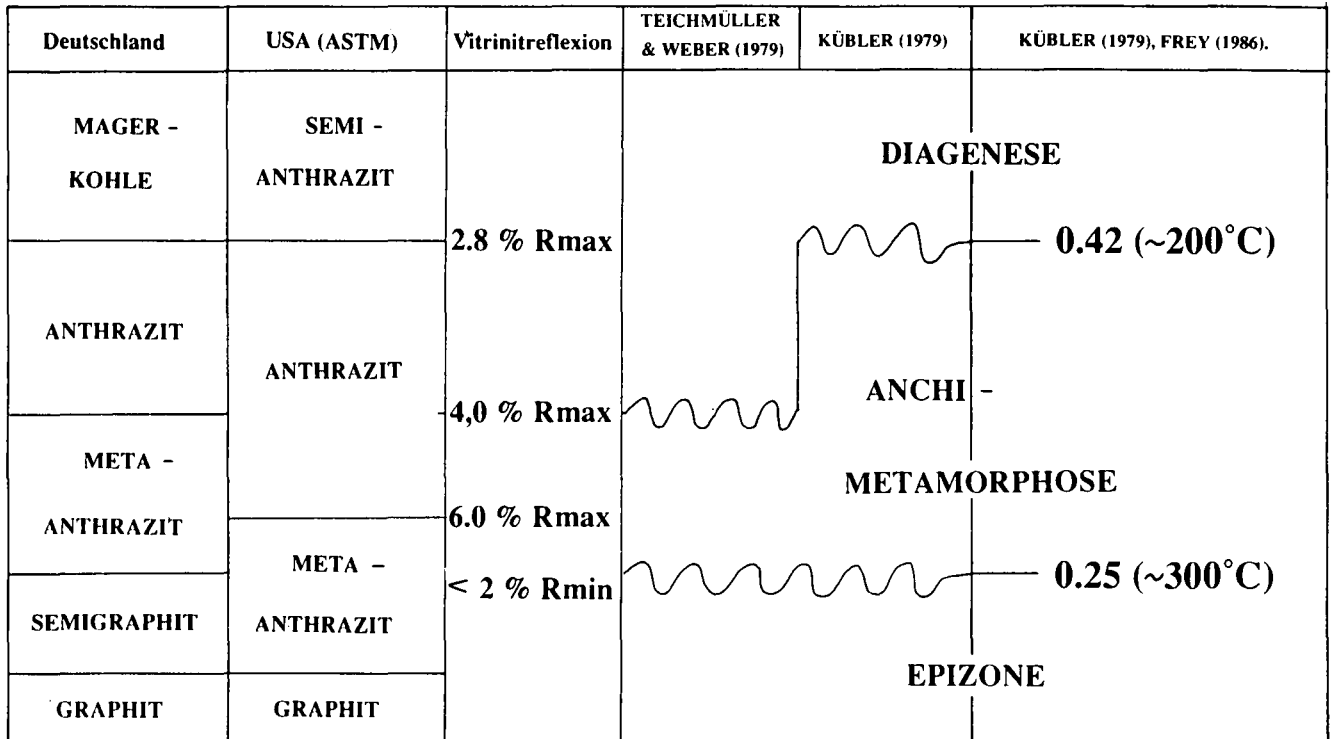 Deutschland
USA (ASTM)
Vitrinitreflexion
TEICHMÜLLER
& WEBER (1979)
KÜBLER (1979)
KÜBLER (1979), FREY (1986).
MAGER -
KOHLE
SEMI -
ANTHRAZIT
DIAGENESE
2.8 % Rmax
0.42 (~200°C)
ANTHRAZIT
ANTHRAZIT
4,0 % Rmax
ANCHI -
META -
ANTHRAZIT
METAMORPHOSE
6.0 % Rmax
META -
ANTHRAZIT
< 2 % Rmin
0.25 (~300°C)
SEMIGRAPHIT
EPIZONE
GRAPHIT
GRAPHIT